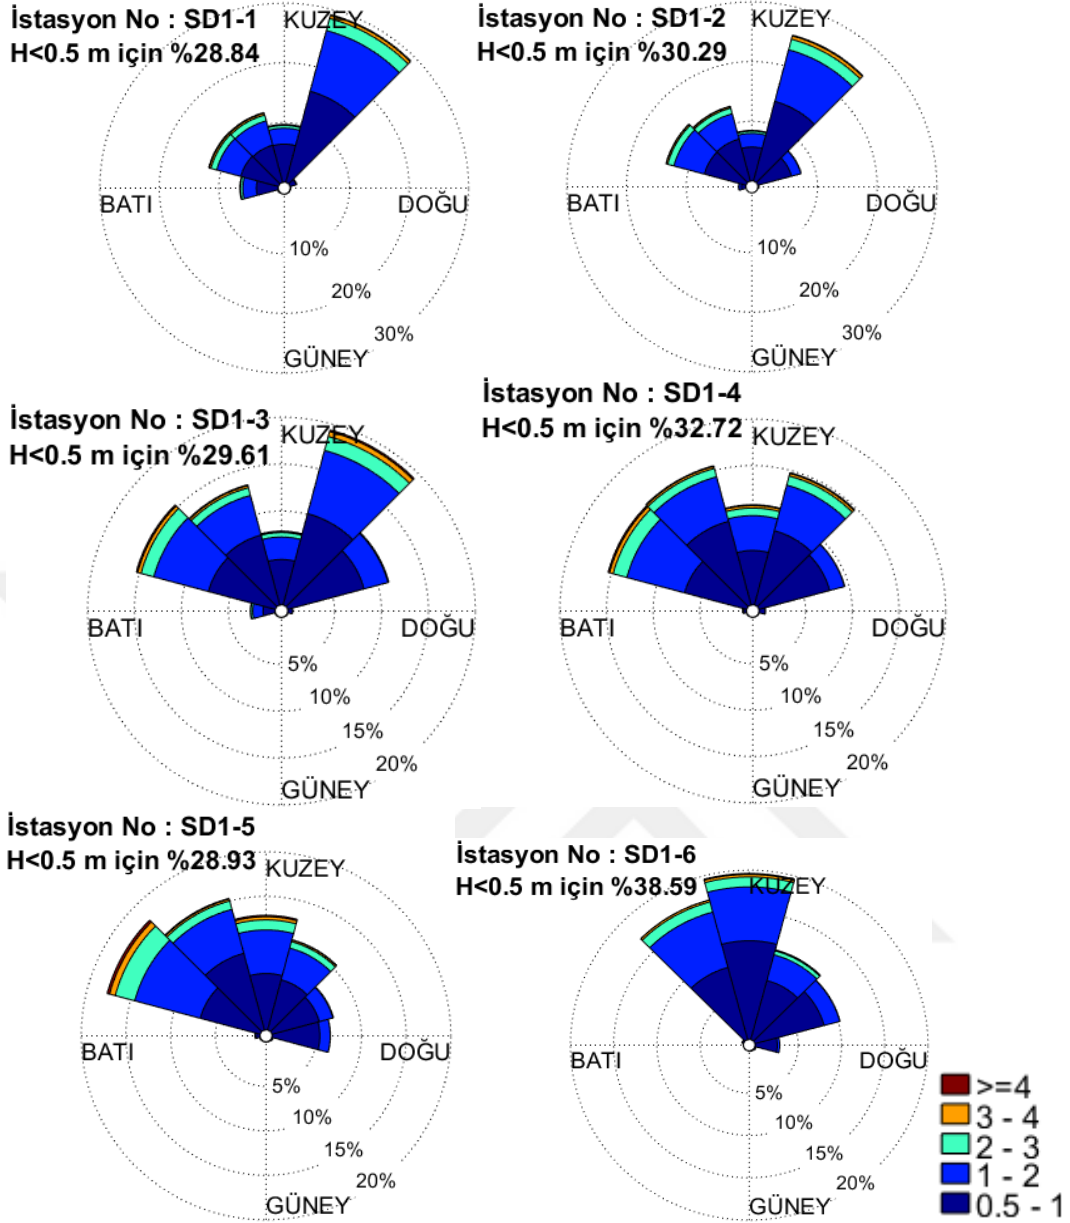 İstasyon No : SD1-1
H<0.5 m için %28.84
KUZEY
BATI
DOĞU
10%
20%
30%
GÜNEY
İstasyon No : SD1-2
H<0.5 m için %30.29
KUZEY
BATI
DOĞU
10%
20%
30%
GÜNEY
İstasyon No : SD1-3
H<0.5 m için %29.61
KUZEY
BATI
DOĞU
5%
10%
15%
20%
GÜNEY
İstasyon No : SD1-4
H<0.5 m için %32.72
KUZEY
BATI
DOĞU
5%
10%
15%
20%
GÜNEY
İstasyon No : SD1-5
H<0.5 m için %28.93
KUZEY
BATI
DOĞU
5%
10%
15%
20%
GÜNEY
İstasyon No : SD1-6
H<0.5 m için %38.59
KUZEY
BATI
DOĞU
5%
10%
15%
20%
GÜNEY
>=4
3 - 4
2 - 3
1 - 2
0.5 - 1